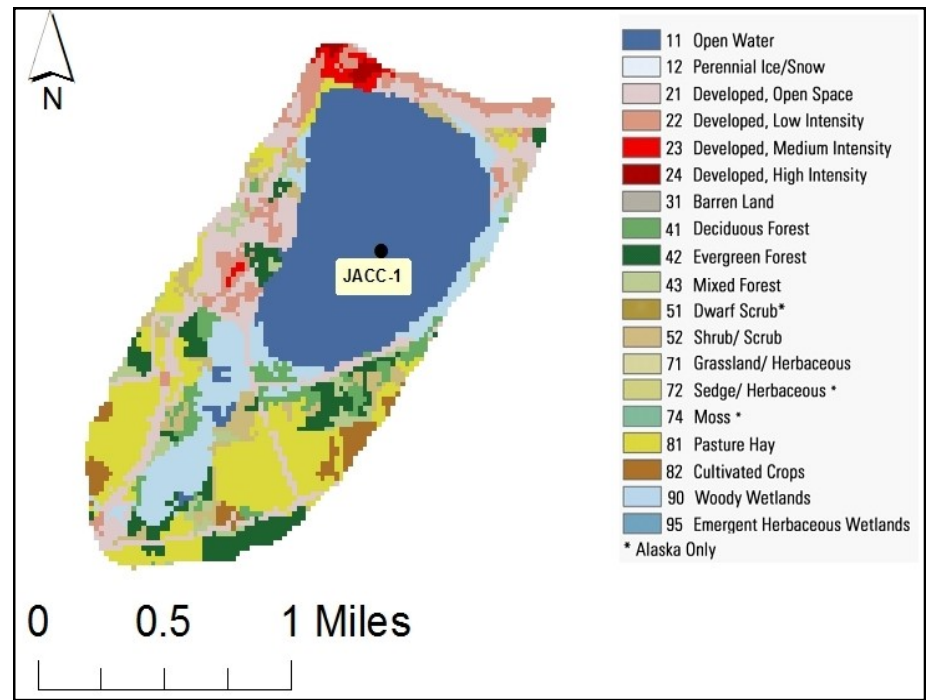 N
JACC-1
0 0.5 1 Miles
11 Open Water
12 Perennial Ice/Snow
21 Developed, Open Space
22 Developed, Low Intensity
23 Developed, Medium Intensity
24 Developed, High Intensity
31 Barren Land
41 Deciduous Forest
42 Evergreen Forest
43 Mixed Forest
51 Dwarf Scrub*
52 Shrub/ Scrub
71 Grassland/ Herbaceous
72 Sedge/ Herbaceous *
74 Moss *
81 Pasture Hay
82 Cultivated Crops
90 Woody Wetlands
95 Emergent Herbaceous Wetlands
* Alaska Only